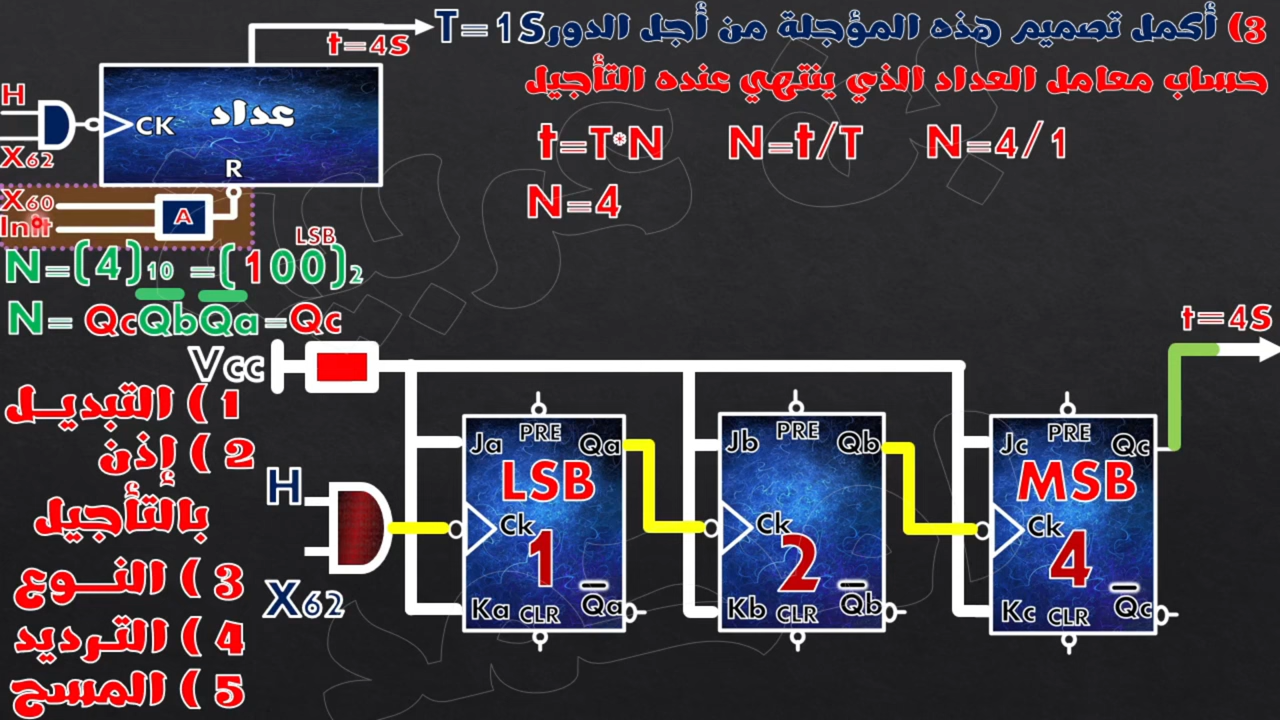 3) أكمل تصميم هذه المؤجلة من أجل الدور T=1S
t=4S
حساب معامل العداد الذي ينتهي عنده التأجيل
t=T*N N=t/T N=4/1
N=4
H
عداد
CK
X62
R
X60
A
Init
LSB
N=(4)10 =(100)2
N= QcQbQa=Qc
t=4S
Vcc
1 ) التبديـل
2 ) إذن
بالتأجيل
3 ) النـوع
4 ) الترديد
5 ) المسح
H
X62
Ja PRE Qa
LSB
Ck
1
Ka CLR Qa
Jb PRE Qb
Ck
2
Kb CLR Qb
Jc PRE Qc
MSB
Ck
4
Kc CLR Qc